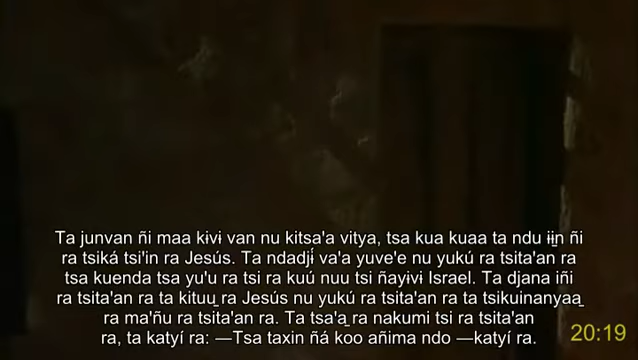 Ta junvan ñi maa kɨvɨ van nu kitsa'a vitya, tsa kua kuaa ta ndu ɨɨ̱n ñi
ra tsiká tsi'in ra Jesús. Ta ndadjɨ́ va'a yuve'e nu yukú ra tsita'an ra
tsa kuenda tsa yu'u ra tsi ra kuú nuu tsi ñayɨvɨ Israel. Ta djana iñi
ra tsita'an ra ta kituu̱ ra Jesús nu yukú ra tsita'an ra ta tsikuinanyaa̱
ra ma'ñu ra tsita'an ra. Ta tsa'a̱ ra nakumi tsi ra tsita'an
ra, ta katyí ra: —Tsa taxin ñá koo añima ndo —katyí ra.
20:19